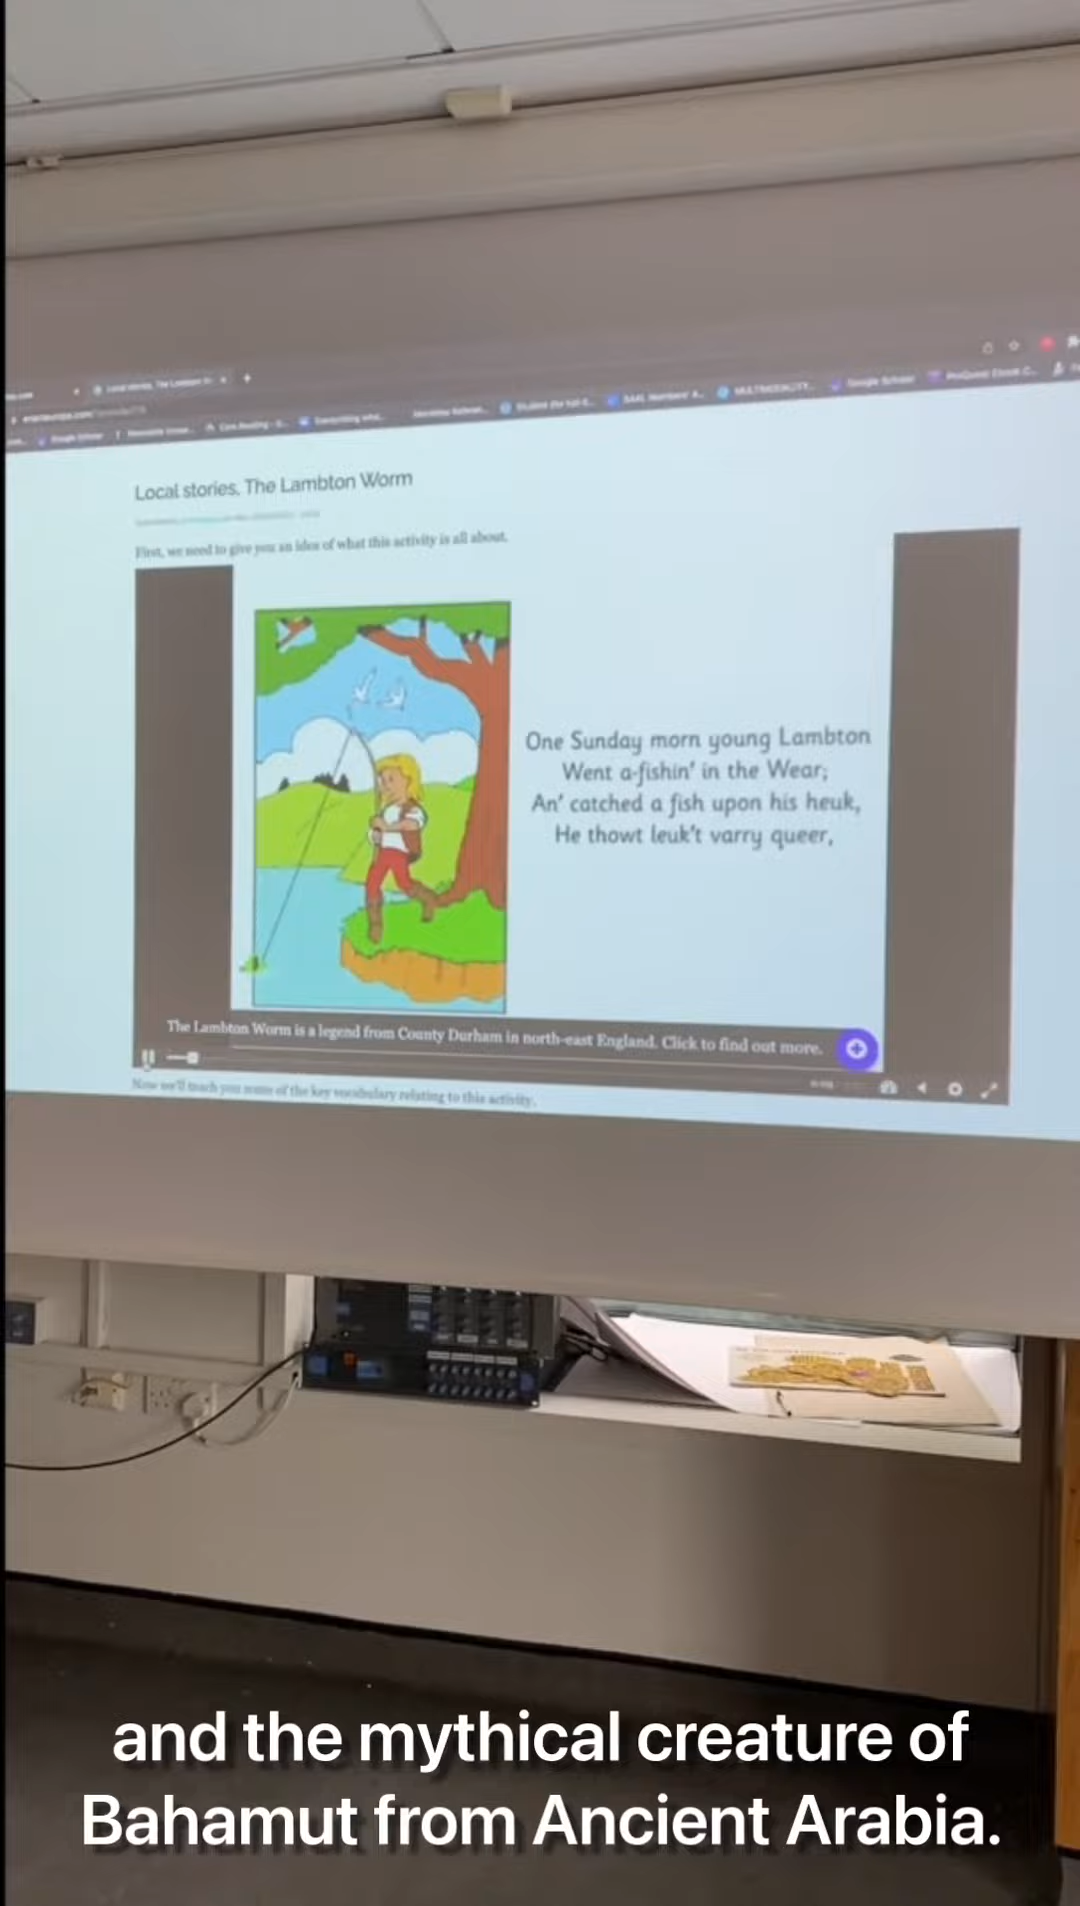 Google Scholar
Local stories, The Lambton Worm
First, we need to give you an idea of what this activity is all about.
One Sunday morn young Lambton
Went a-fishin' in the Wear;
An' catched a fish upon his heuk,
He thowt leuk't varry queer,
The Lambton Worm is a legend from County Durham in north-east England. Click to find out more.
Now we'll teach you some of the key vocabulary relating to this activity.
and the mythical creature of
Bahamut from Ancient Arabia.